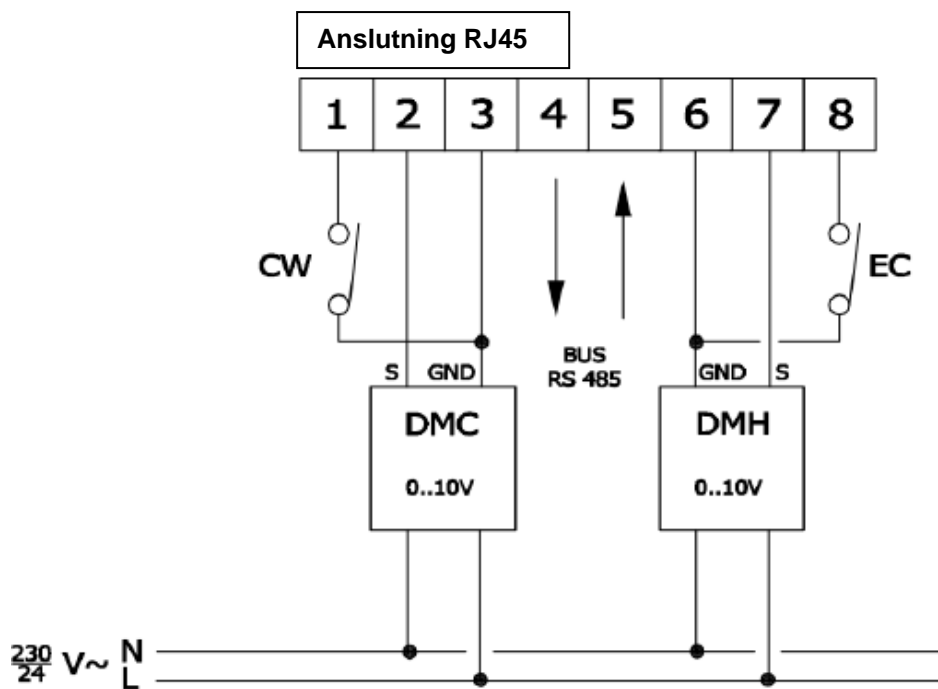 Anslutning RJ45
1 2 3 4 5 6 7 8
CW
EC
BUS
RS 485
S GND
GND S
DMC
0..10V
DMH
0..10V
230
24
V~
N
L